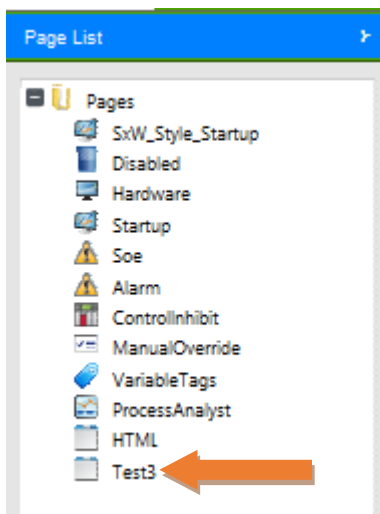 Page List
Pages
SxW_Style_Startup
Disabled
Hardware
Startup
Soe
Alarm
ControlInhibit
ManualOverride
VariableTags
ProcessAnalyst
HTML
Test3